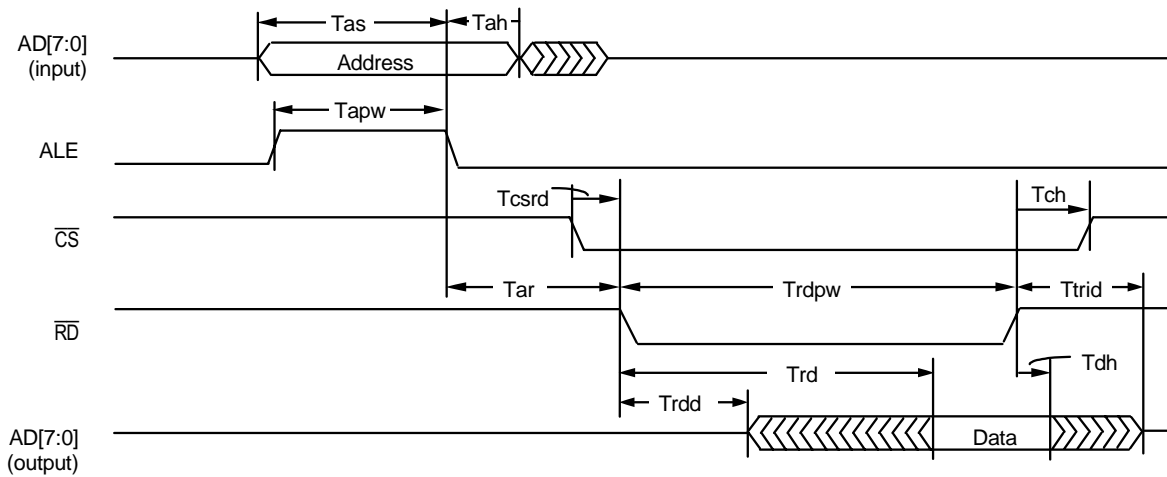 Tas
Tah
AD[7:0]
(input)
Address
Tapw
ALE
Tcsrd
Tch
CS
Tar
Trdpw
Ttrid
RD
Trd
Tdh
Trdd
AD[7:0]
(output)
Data